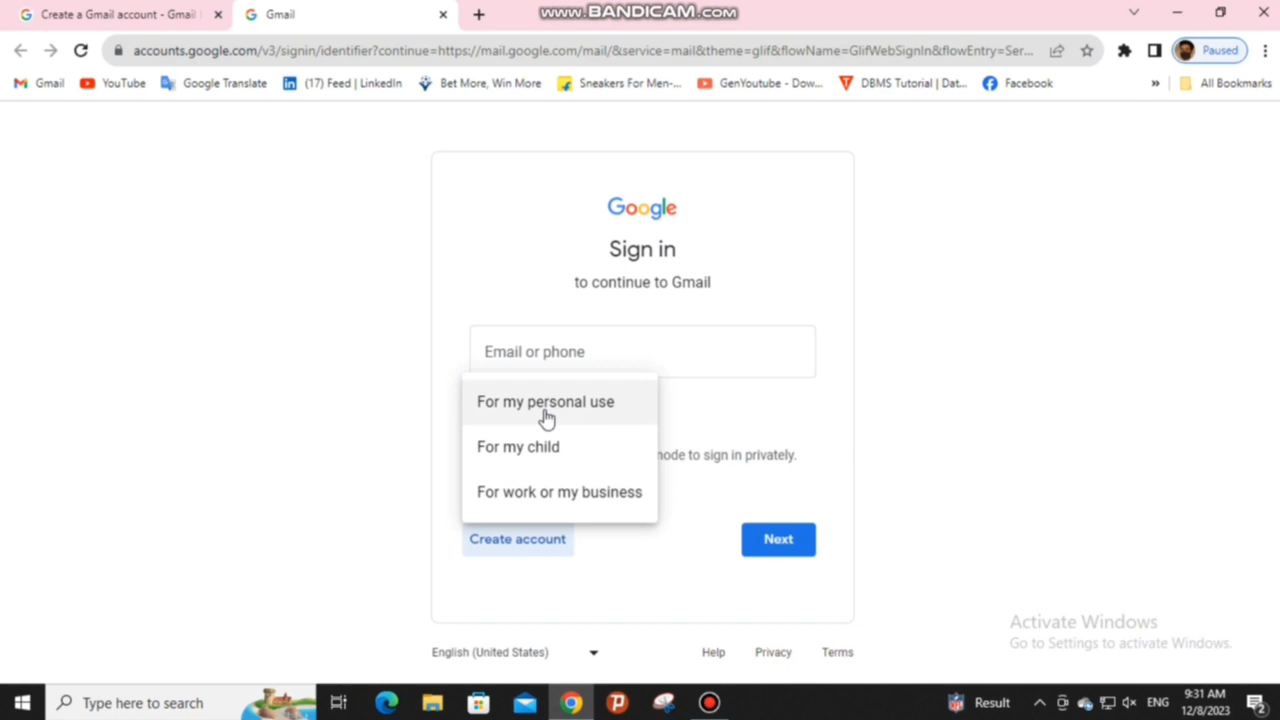 Create a Gmail account - Gmail
Gmail
www.BANDICAM.com
accounts.google.com/v3/signin/identifier?continue=https://mail.google.com/mail/&service=mail&theme=glif&flowName=GlifWebSignIn&flowEntry=Ser...
Paused
Gmail
YouTube
Google Translate
(17) Feed | LinkedIn
Bet More, Win More
Sneakers For Men-...
GenYoutube - Dow...
DBMS Tutorial | Dat...
Facebook
»
All Bookmarks
Google
Sign in
to continue to Gmail
Email or phone
For my personal use
For my child
mode to sign in privately.
For work or my business
Create account
Next
Activate Windows
Go to Settings to activate Windows.
English (United States)
Help
Privacy
Terms
Type here to search
Result
ENG
9:31 AM
12/8/2023
2